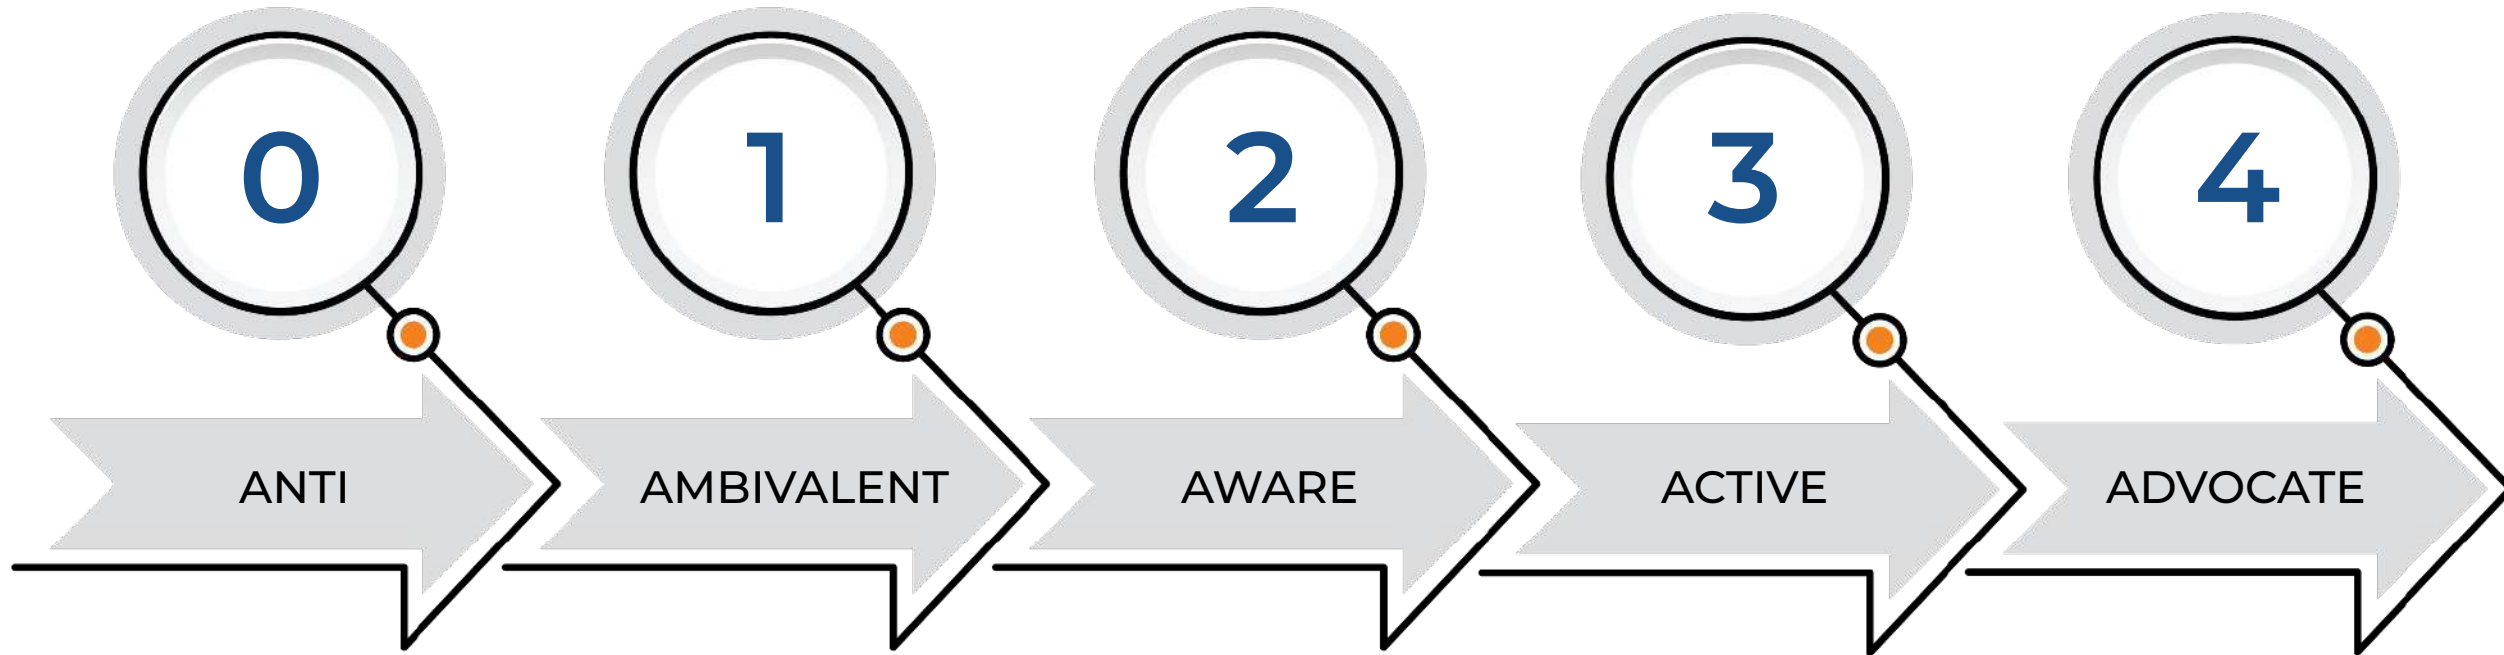 0
1
2
3
4
ANTI
AMBIVALENT
AWARE
ACTIVE
ADVOCATE